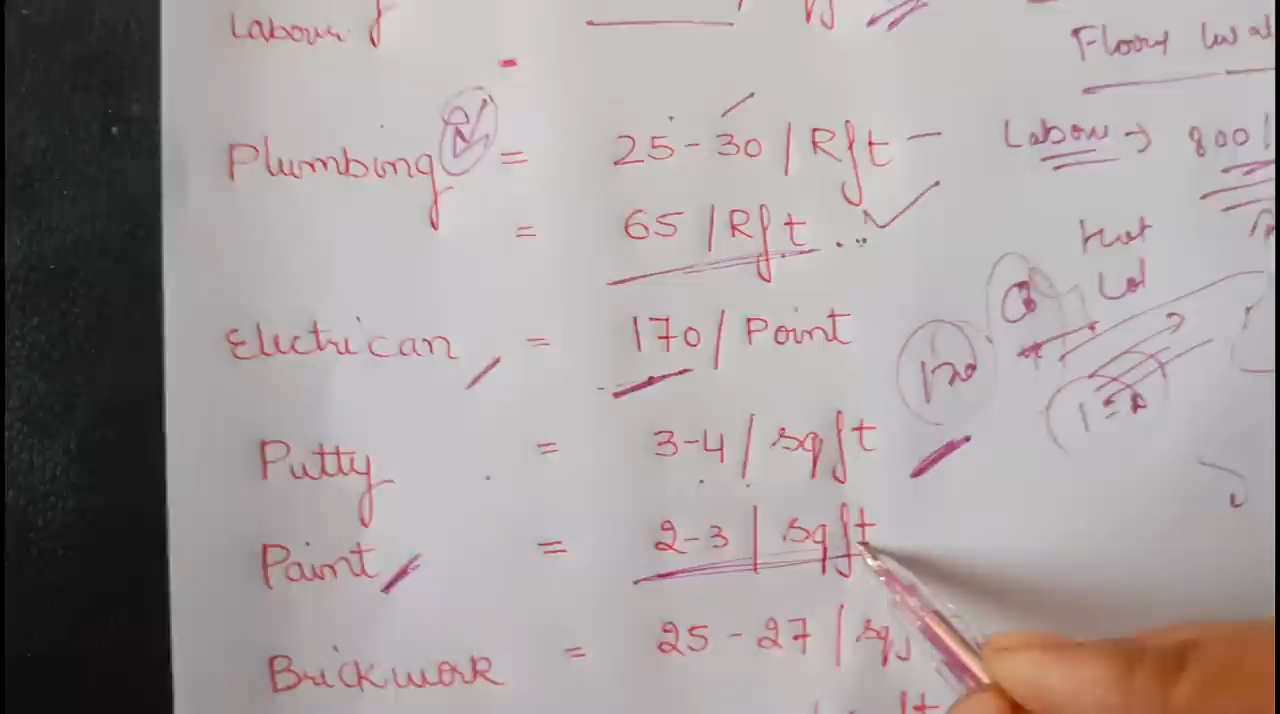 Labour
Floor
Plumbing = 25-30 / Rft - Labour → 800/
= 65 / Rft ...
Electrican = 170 / Point
Putty = 3-4 / sqft
Paint = 2-3 / sqft
Brickwork = 25-27 / sq